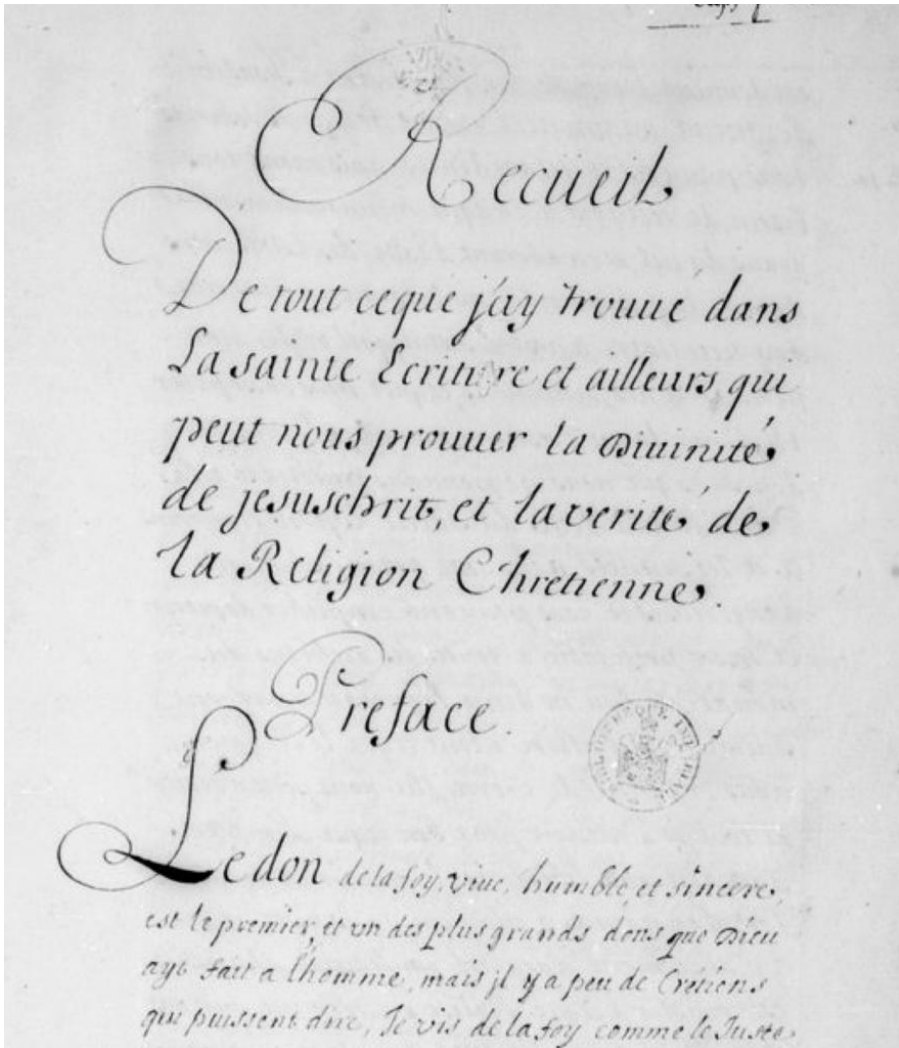 Recueil
De tout ceque j'ay trouue dans
La sainte Ecriture et ailleurs, qui
peut nous prouuer la Diuinité
de jesuschrit, et la verité de
la Religion Chretienne.
Preface.
Le don de la foy viue, humble, et sincere,
est le premier, et vn des plus grands dons que Dieu
ayt fait a l'homme, mais jl y a peu de Crétiens
qui puissent dire, Je vis de la foy comme le Juste